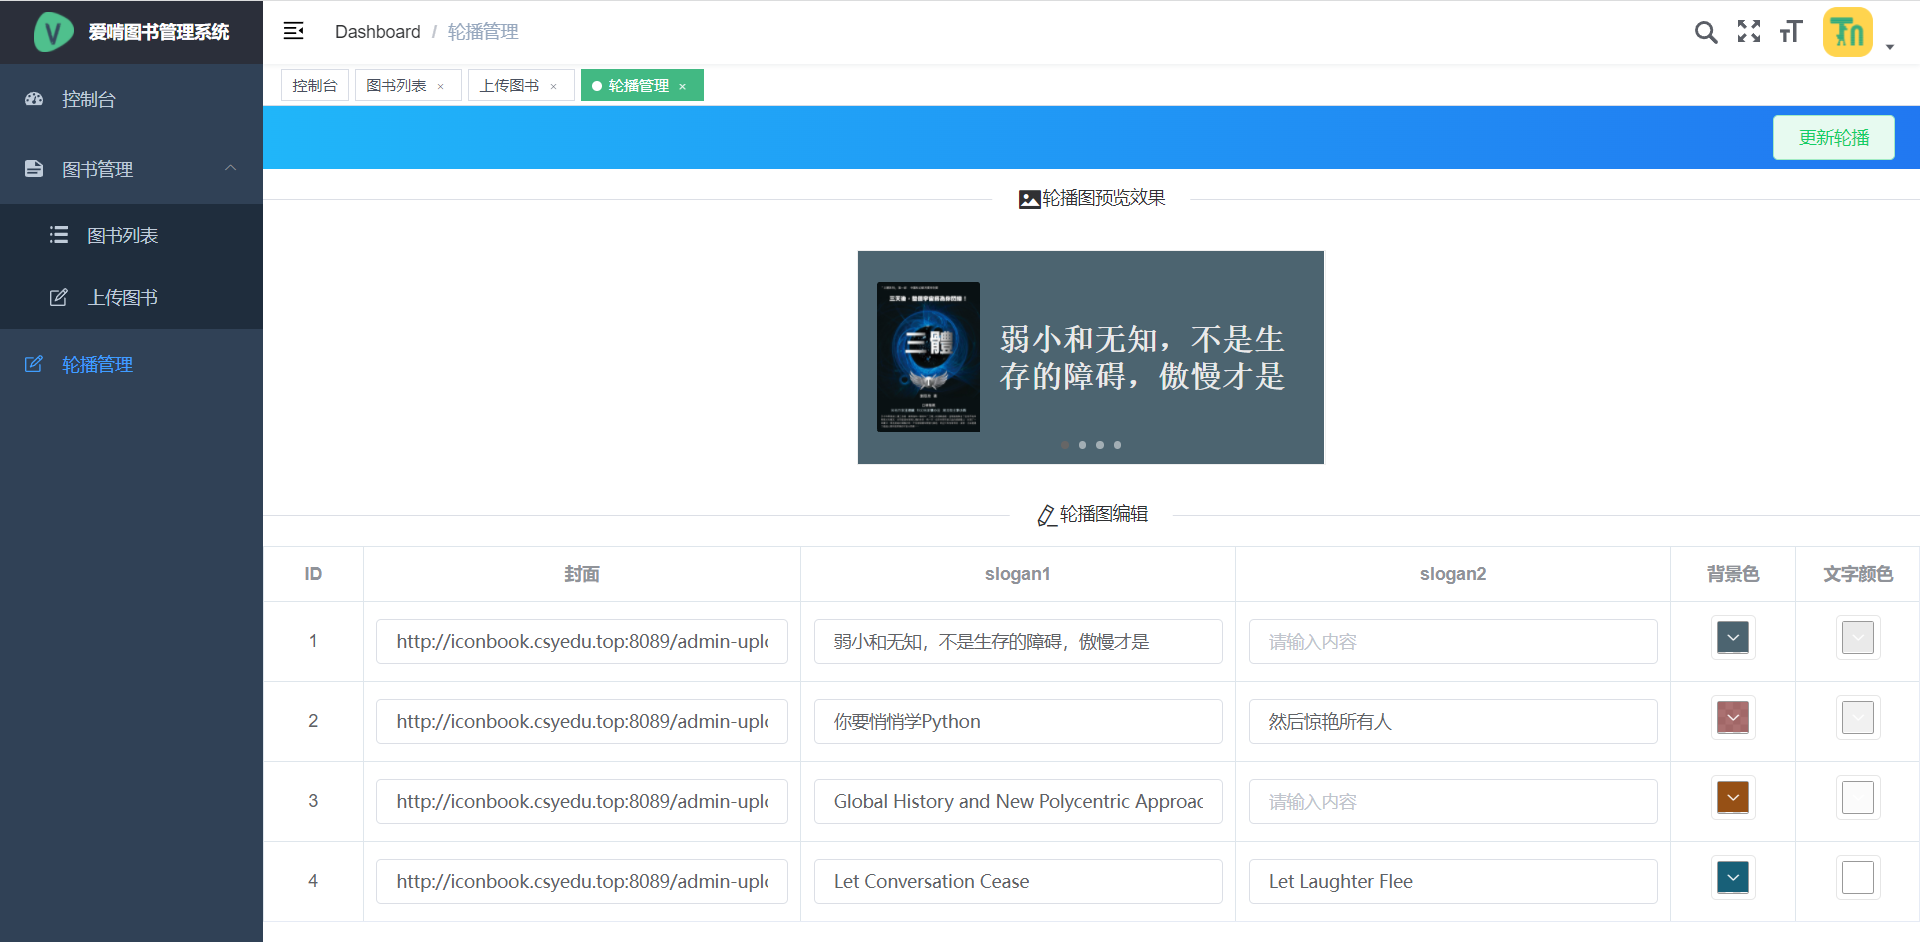 爱啃图书管理系统
Dashboard / 轮播管理
控制台
图书列表 ×
上传图书 ×
轮播管理 ×
控制台
图书管理
图书列表
上传图书
轮播管理
更新轮播
轮播图预览效果
三體
弱小和无知，不是生
存的障碍，傲慢才是
轮播图编辑
ID 封面 slogan1 slogan2 背景色 文字颜色
1 http://iconbook.csyedu.top:8089/admin-uplo 弱小和无知，不是生存的障碍，傲慢才是 请输入内容
2 http://iconbook.csyedu.top:8089/admin-uplo 你要悄悄学Python 然后惊艳所有人
3 http://iconbook.csyedu.top:8089/admin-uplo Global History and New Polycentric Approac 请输入内容
4 http://iconbook.csyedu.top:8089/admin-uplo Let Conversation Cease Let Laughter Flee